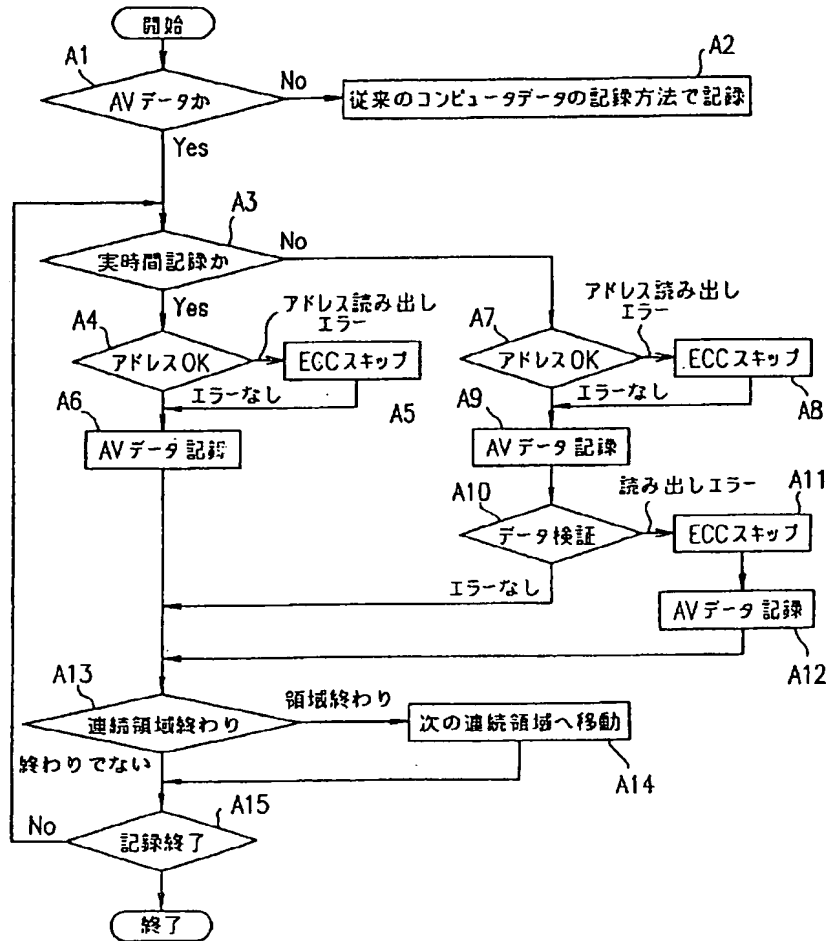 開始
A1
AVデータか
No
A2
従来のコンピュータデータの記録方法で記録
Yes
A3
実時間記録か
No
Yes
A4
アドレスOK
アドレス読み出し
エラー
ECCスキップ
エラーなし
A5
A6
AVデータ記録
A7
アドレスOK
アドレス読み出し
エラー
ECCスキップ
エラーなし
A8
A9
AVデータ記録
A10
データ検証
読み出しエラー
A11
ECCスキップ
エラーなし
AVデータ記録
A12
A13
連続領域終わり
領域終わり
次の連続領域へ移動
A14
終わりでない
A15
記録終了
No
終了